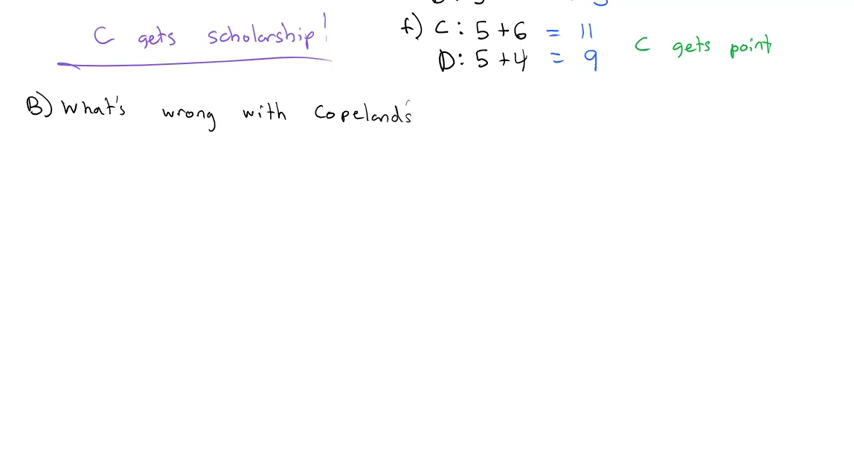 C gets scholarship!
f) C: 5 + 6 = 11
D: 5 + 4 = 9
C gets point
B) What's wrong with Copeland's